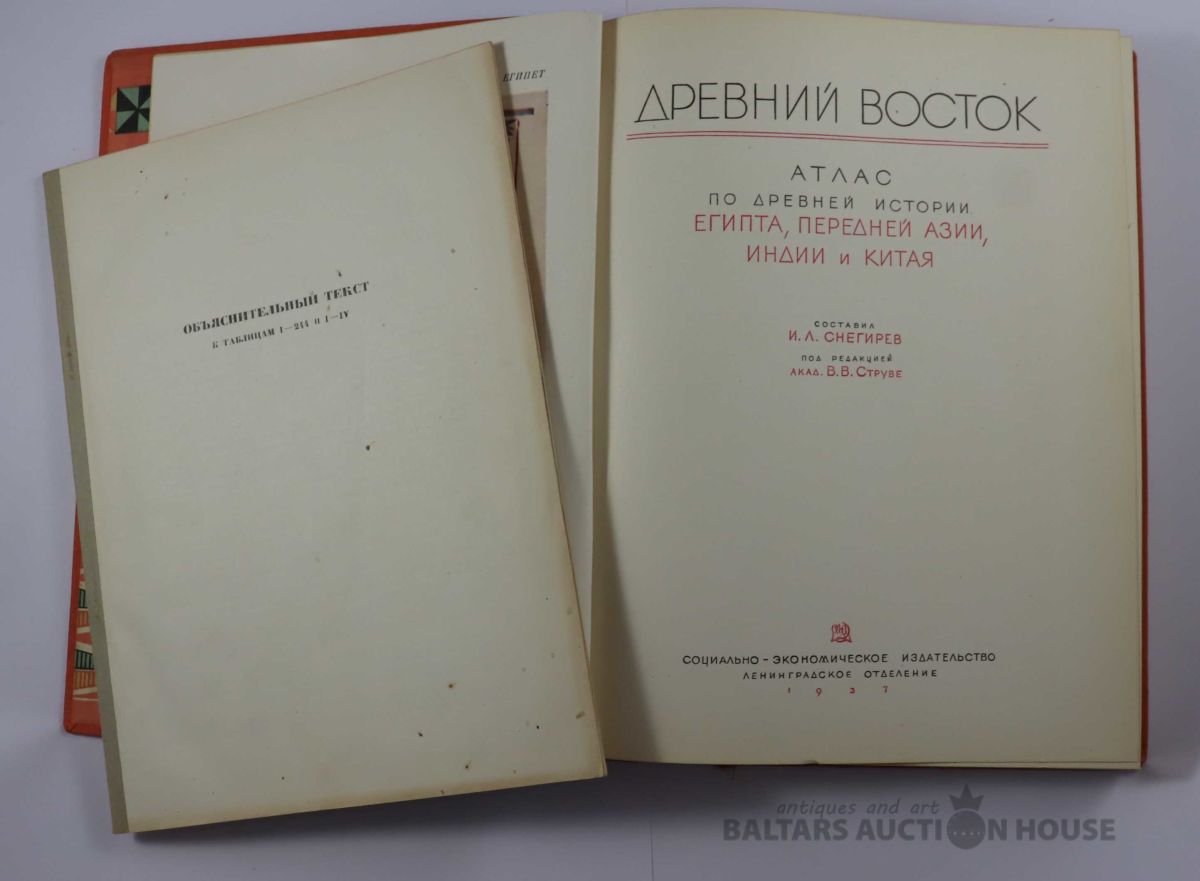 ЕГИПЕТ
ОБЪЯСНИТЕЛЬНЫЙ ТЕКСТ
К ТАБЛИЦАМ 1—244 И I—IV
ДРЕВНИЙ ВОСТОК
АТЛАС
ПО ДРЕВНЕЙ ИСТОРИИ
ЕГИПТА, ПЕРЕДНЕЙ АЗИИ,
ИНДИИ и КИТАЯ
СОСТАВИЛ
И. Л. СНЕГИРЕВ
ПОД РЕДАКЦИЕЙ
АКАД. В. В. СТРУВЕ
СОЦИАЛЬНО-ЭКОНОМИЧЕСКОЕ ИЗДАТЕЛЬСТВО
ЛЕНИНГРАДСКОЕ ОТДЕЛЕНИЕ
1937
antiques and art
BALTARS AUCTION HOUSE